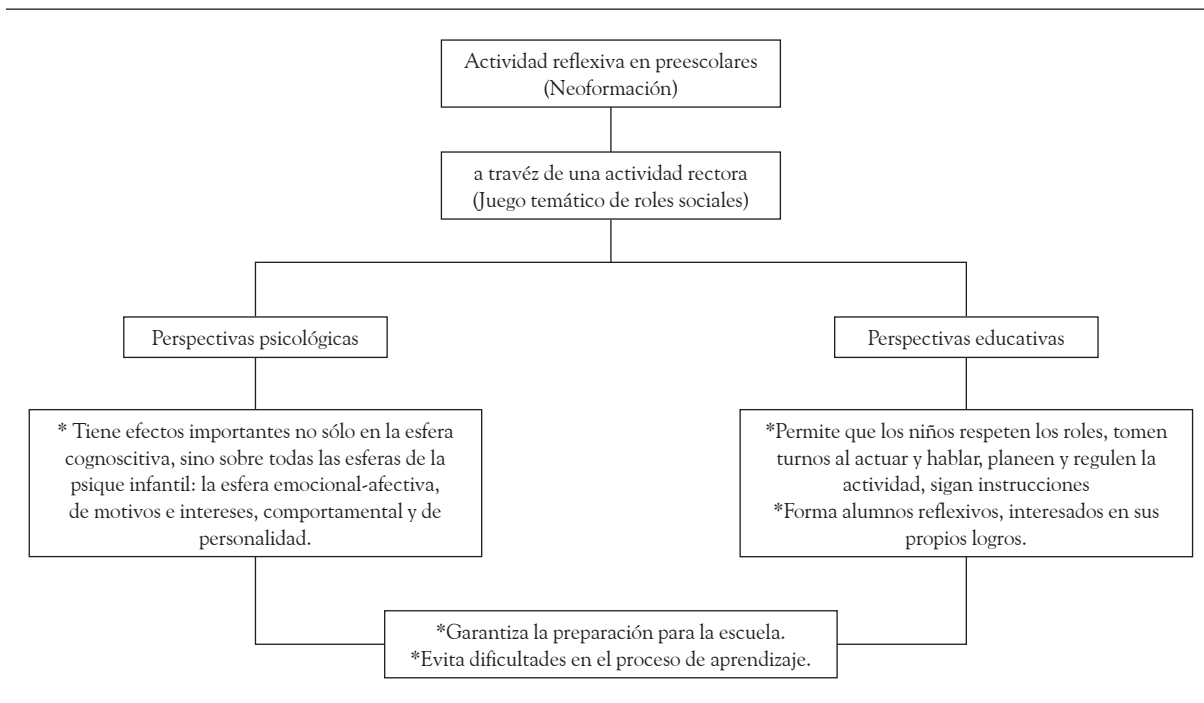 Actividad reflexiva en preescolares
(Neoformación)
a travéz de una actividad rectora
(Juego temático de roles sociales)
Perspectivas psicológicas
Perspectivas educativas
* Tiene efectos importantes no sólo en la esfera
cognoscitiva, sino sobre todas las esferas de la
psique infantil: la esfera emocional-afectiva,
de motivos e intereses, comportamental y de
personalidad.
*Permite que los niños respeten los roles, tomen
turnos al actuar y hablar, planeen y regulen la
actividad, sigan instrucciones
*Forma alumnos reflexivos, interesados en sus
propios logros.
*Garantiza la preparación para la escuela.
*Evita dificultades en el proceso de aprendizaje.